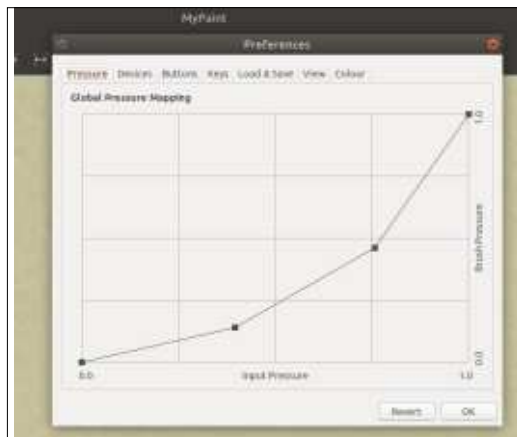 MyPaint
Preferences
Pressure Devices Buttons Keys Load & Save View Colour
Global Pressure Mapping
1.0
Brush Pressure
0.0
0.0 Input Pressure 1.0
Revert OK